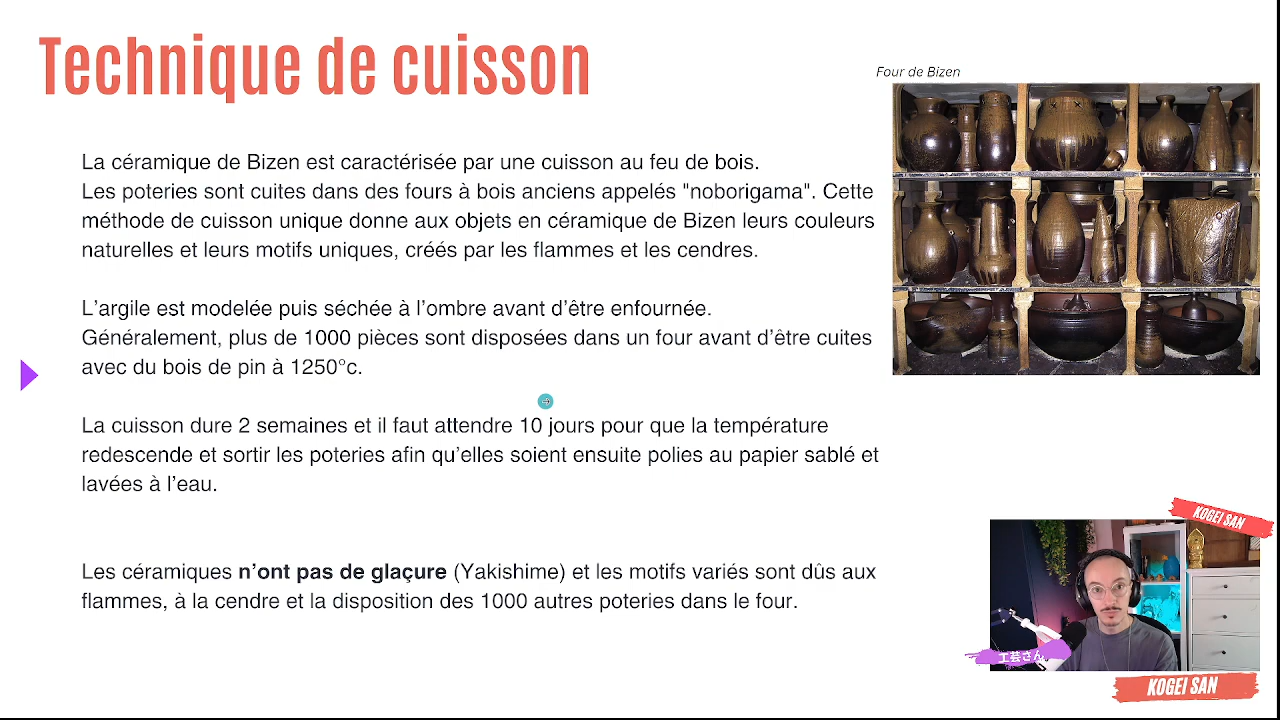 Technique de cuisson
Four de Bizen
La céramique de Bizen est caractérisée par une cuisson au feu de bois.
Les poteries sont cuites dans des fours à bois anciens appelés "noborigama". Cette
méthode de cuisson unique donne aux objets en céramique de Bizen leurs couleurs
naturelles et leurs motifs uniques, créés par les flammes et les cendres.
L'argile est modelée puis séchée à l'ombre avant d'être enfournée.
Généralement, plus de 1000 pièces sont disposées dans un four avant d'être cuites
avec du bois de pin à 1250°c.
La cuisson dure 2 semaines et il faut attendre 10 jours pour que la température
redescende et sortir les poteries afin qu'elles soient ensuite polies au papier sablé et
lavées à l'eau.
Les céramiques n'ont pas de glaçure (Yakishime) et les motifs variés sont dûs aux
flammes, à la cendre et la disposition des 1000 autres poteries dans le four.
KOGEI SAN
工芸さん
KOGEI SAN